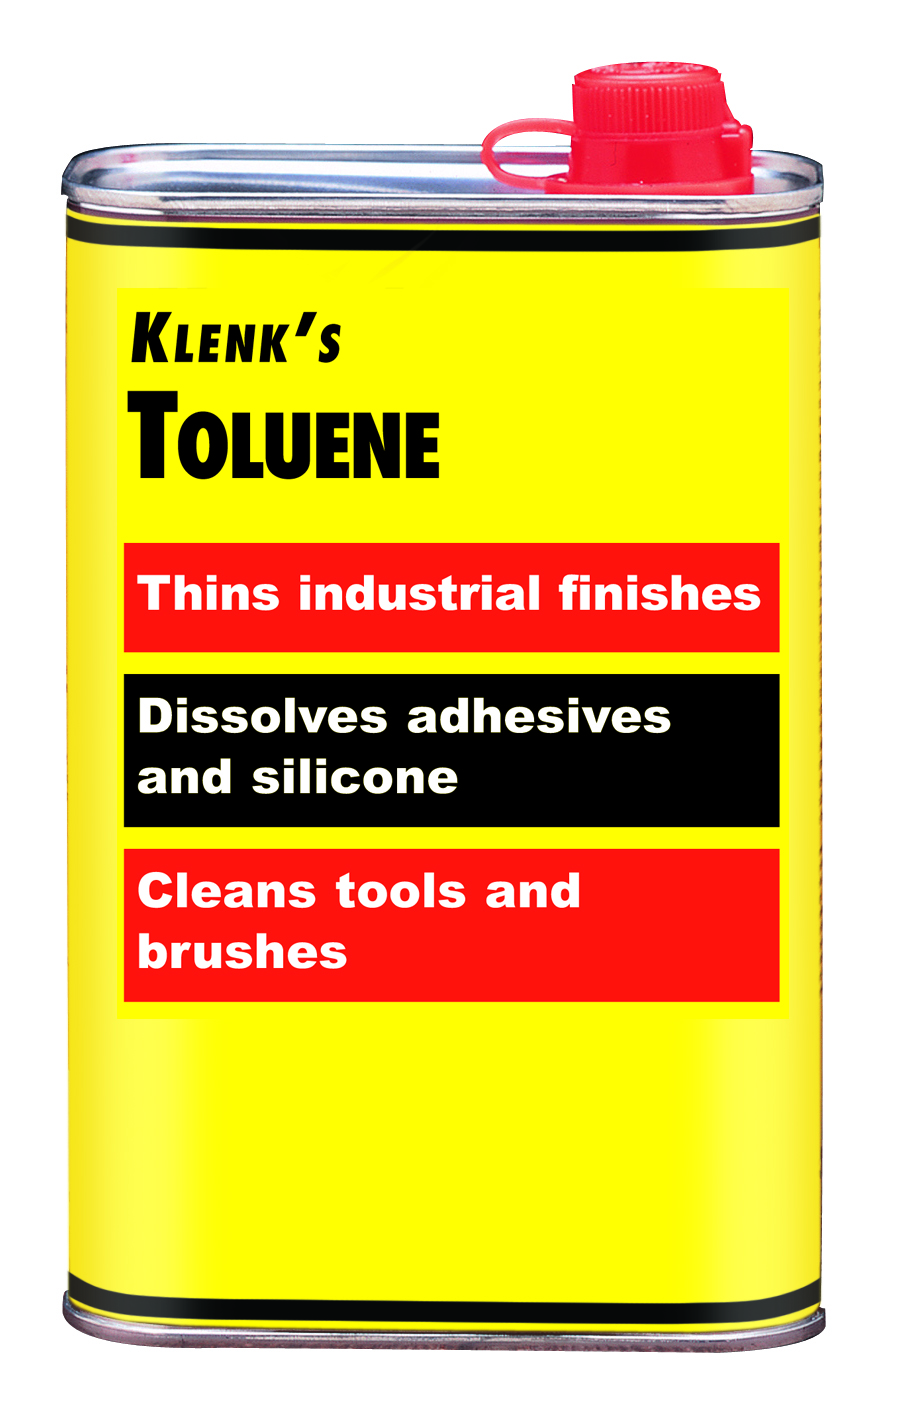 KLENK'S
TOLUENE
Thins industrial finishes
Dissolves adhesives
and silicone
Cleans tools and
brushes